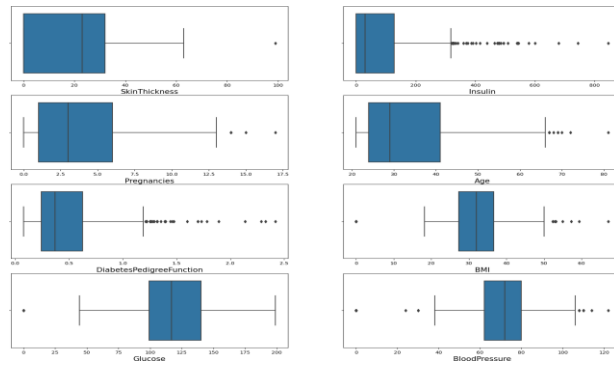 0 20 40 60 80 100
SkinThickness
0 200 400 600 800
Insulin
0.0 2.5 5.0 7.5 10.0 12.5 15.0 17.5
Pregnancies
20 30 40 50 60 70 80
Age
0.0 0.5 1.0 1.5 2.0 2.5
DiabetesPedigreeFunction
0 10 20 30 40 50 60
BMI
0 25 50 75 100 125 150 175 200
Glucose
0 20 40 60 80 100 120
BloodPressure